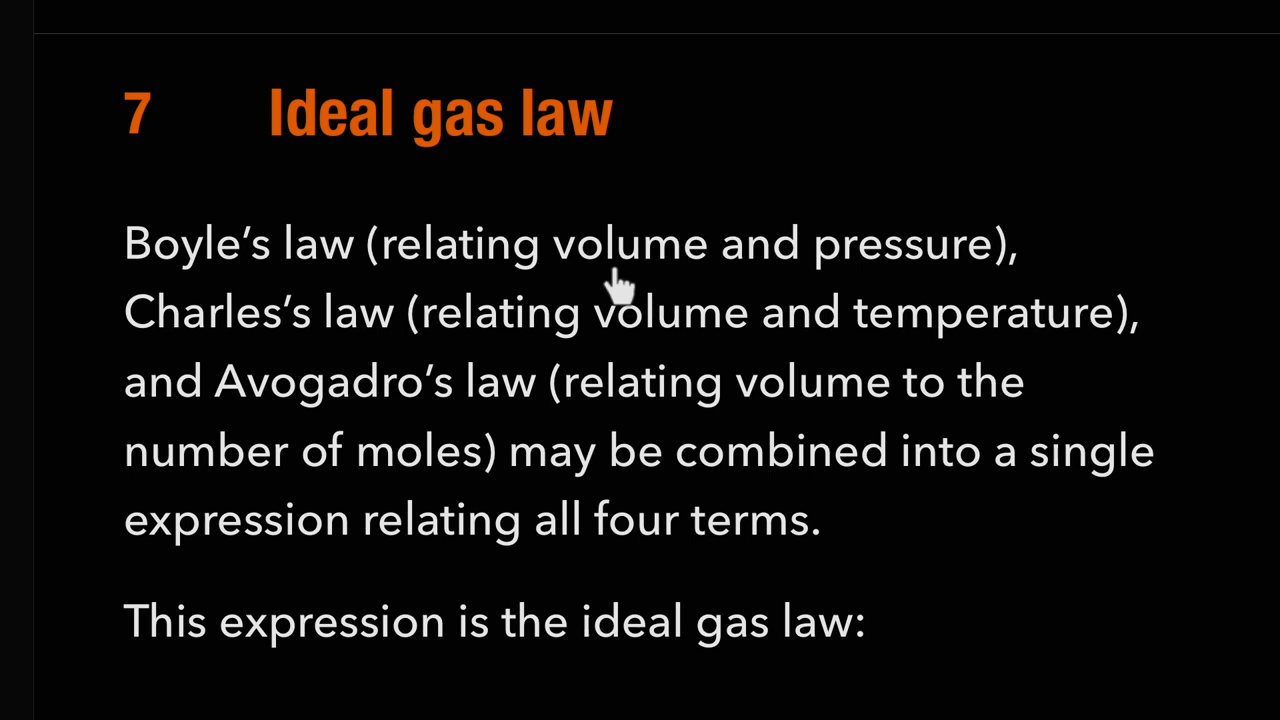 7 Ideal gas law
Boyle’s law (relating volume and pressure),
Charles’s law (relating volume and temperature),
and Avogadro’s law (relating volume to the
number of moles) may be combined into a single
expression relating all four terms.
This expression is the ideal gas law: